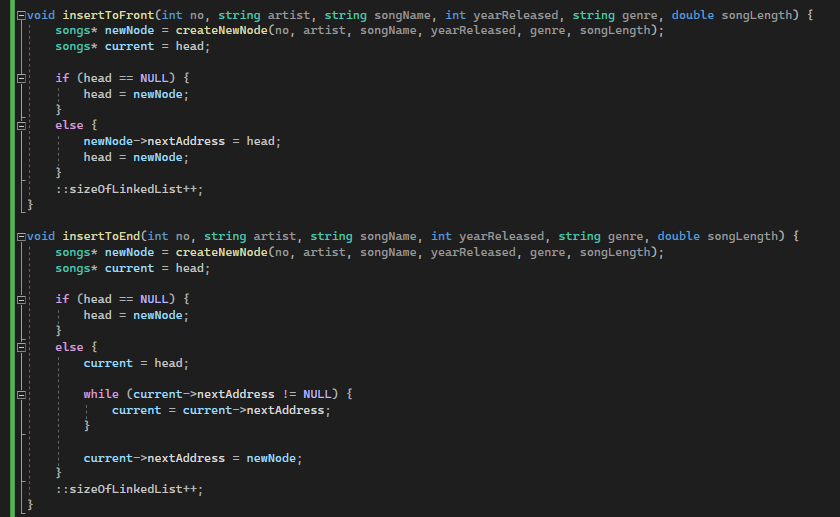 void insertToFront(int no, string artist, string songName, int yearReleased, string genre, double songLength) {
songs* newNode = createNewNode(no, artist, songName, yearReleased, genre, songLength);
songs* current = head;
if (head == NULL) {
head = newNode;
}
else {
newNode->nextAddress = head;
head = newNode;
}
::sizeOfLinkedList++;
}
void insertToEnd(int no, string artist, string songName, int yearReleased, string genre, double songLength) {
songs* newNode = createNewNode(no, artist, songName, yearReleased, genre, songLength);
songs* current = head;
if (head == NULL) {
head = newNode;
}
else {
current = head;
while (current->nextAddress != NULL) {
current = current->nextAddress;
}
current->nextAddress = newNode;
}
::sizeOfLinkedList++;
}